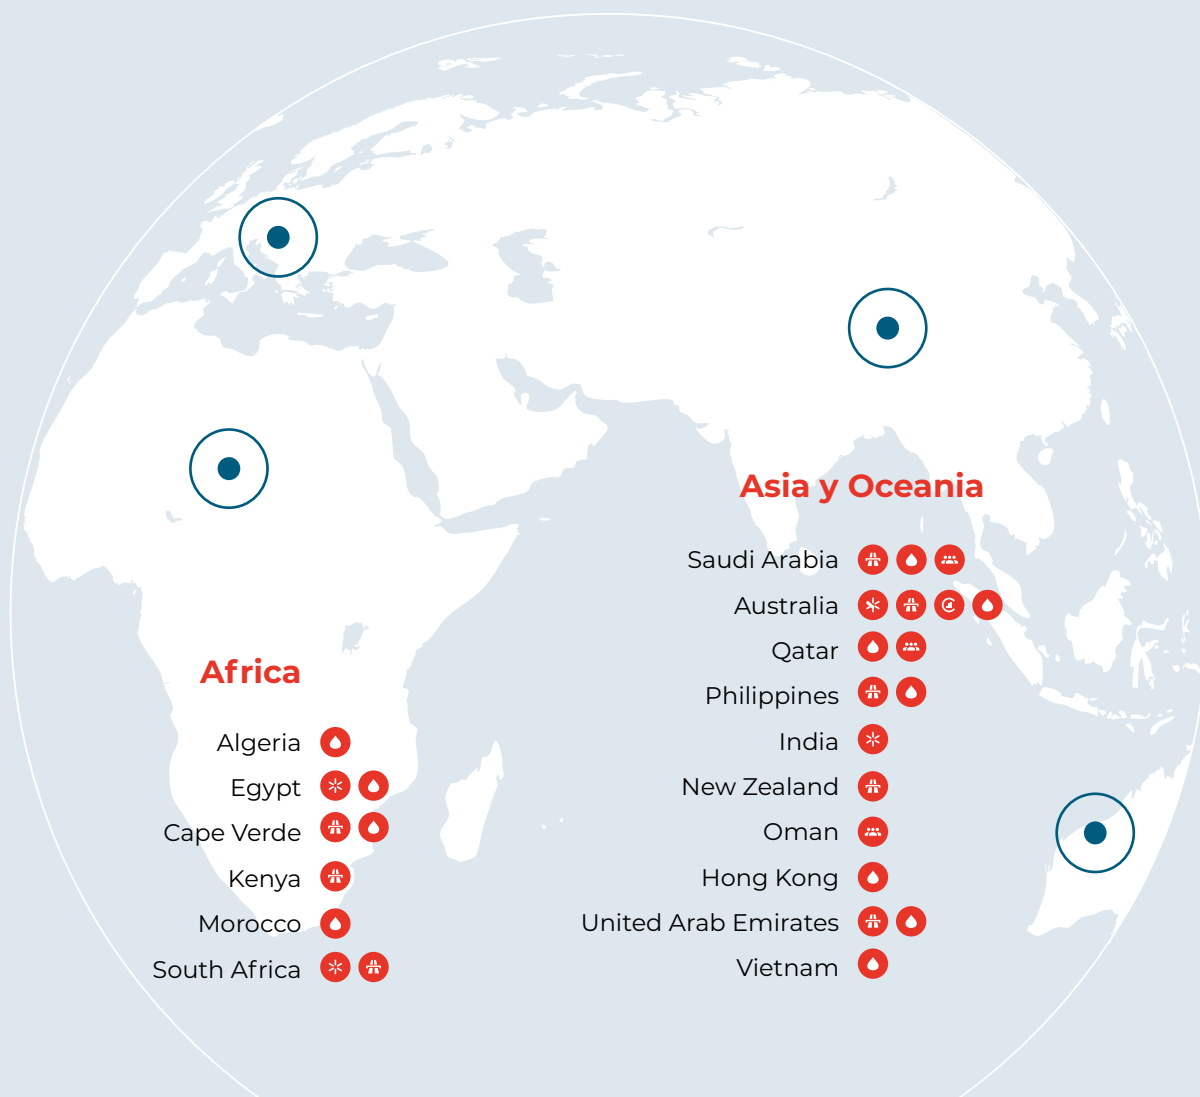 Asia y Oceania
Saudi Arabia
Australia
Qatar
Philippines
India
New Zealand
Oman
Hong Kong
United Arab Emirates
Vietnam
Africa
Algeria
Egypt
Cape Verde
Kenya
Morocco
South Africa